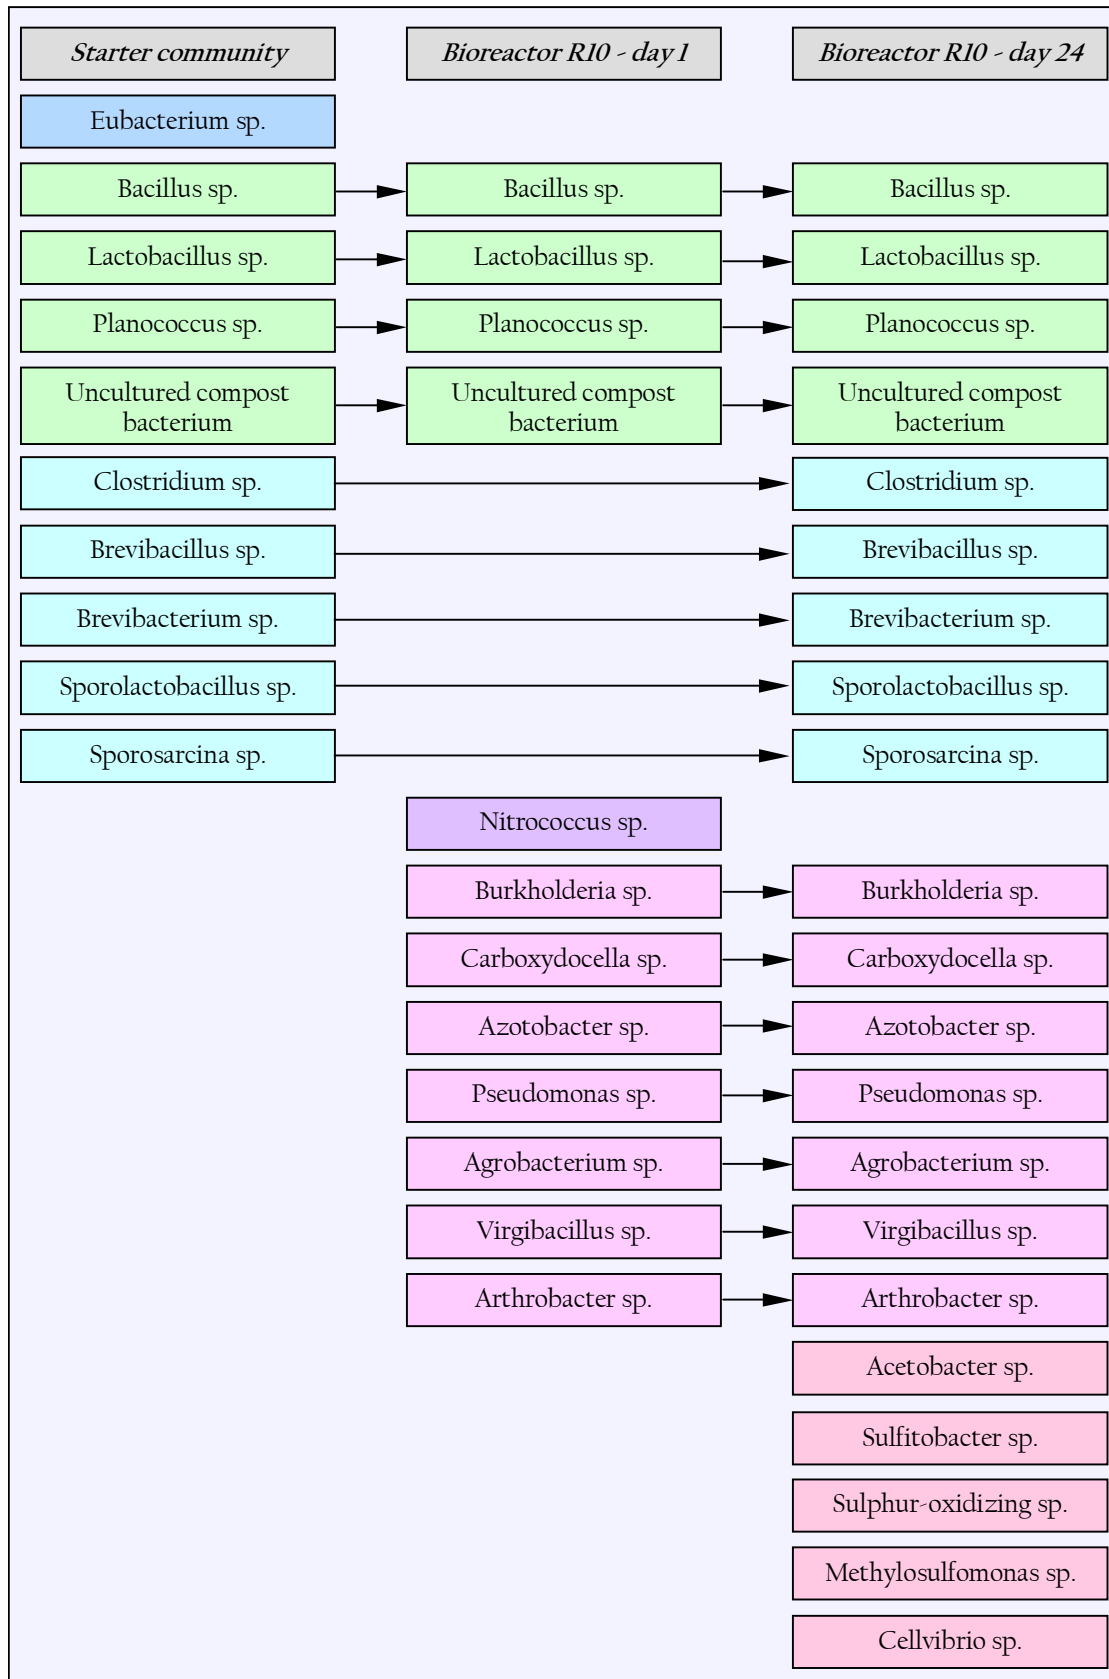 Starter community
Bioreactor R10 - day 1
Bioreactor R10 - day 24
Eubacterium sp.
Bacillus sp.
Bacillus sp.
Bacillus sp.
Lactobacillus sp.
Lactobacillus sp.
Lactobacillus sp.
Planococcus sp.
Planococcus sp.
Planococcus sp.
Uncultured compost
bacterium
Uncultured compost
bacterium
Uncultured compost
bacterium
Clostridium sp.
Clostridium sp.
Brevibacillus sp.
Brevibacillus sp.
Brevibacterium sp.
Brevibacterium sp.
Sporolactobacillus sp.
Sporolactobacillus sp.
Sporosarcina sp.
Sporosarcina sp.
Nitrococcus sp.
Burkholderia sp.
Burkholderia sp.
Carboxydocella sp.
Carboxydocella sp.
Azotobacter sp.
Azotobacter sp.
Pseudomonas sp.
Pseudomonas sp.
Agrobacterium sp.
Agrobacterium sp.
Virgibacillus sp.
Virgibacillus sp.
Arthrobacter sp.
Arthrobacter sp.
Acetobacter sp.
Sulfitobacter sp.
Sulphur-oxidizing sp.
Methylosulfomonas sp.
Cellvibrio sp.